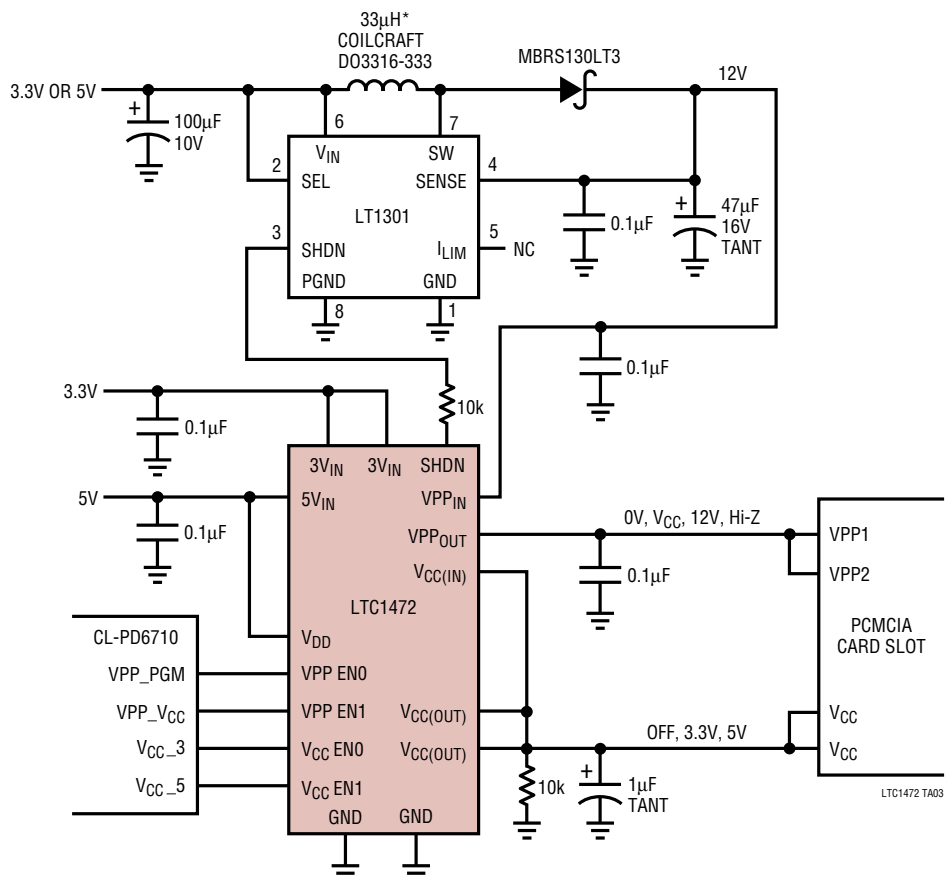 33µH*
COILCRAFT
DO3316-333
MBRS130LT3
12V
3.3V OR 5V
+
100µF
10V
6
7
VIN
SW
2
SEL
SENSE
4
LT1301
3
SHDN
ILIM
5
NC
PGND
GND
8
1
0.1µF
+
47µF
16V
TANT
0.1µF
10k
3.3V
0.1µF
3VIN
3VIN
SHDN
5V
5VIN
VPPIN
0.1µF
VPPOUT
0V, VCC, 12V, Hi-Z
VPP1
VPP2
0.1µF
VCC(IN)
LTC1472
PCMCIA
CARD SLOT
CL-PD6710
VDD
VPP_PGM
VPP EN0
VPP_VCC
VPP EN1
VCC(OUT)
VCC_3
VCC EN0
VCC(OUT)
OFF, 3.3V, 5V
VCC
VCC
VCC_5
VCC EN1
10k
+
1µF
TANT
GND
GND
LTC1472 TA03